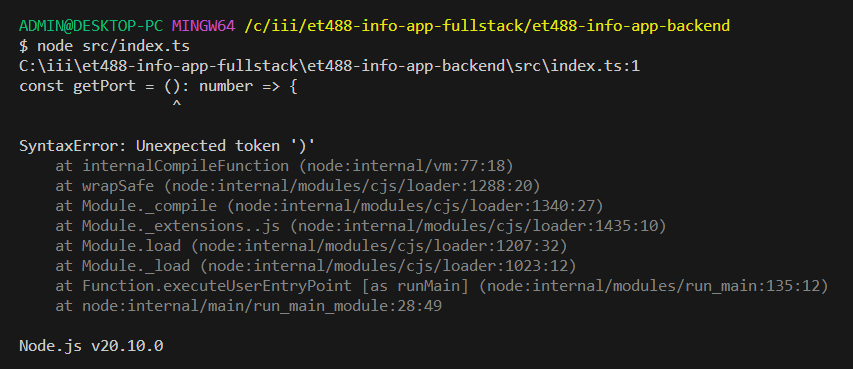 ADMIN@DESKTOP-PC MINGW64 /c/iii/et488-info-app-fullstack/et488-info-app-backend
$ node src/index.ts
C:\iii\et488-info-app-fullstack\et488-info-app-backend\src\index.ts:1
const getPort = (): number => {
^
SyntaxError: Unexpected token ')'
at internalCompileFunction (node:internal/vm:77:18)
at wrapSafe (node:internal/modules/cjs/loader:1288:20)
at Module._compile (node:internal/modules/cjs/loader:1340:27)
at Module._extensions..js (node:internal/modules/cjs/loader:1435:10)
at Module.load (node:internal/modules/cjs/loader:1207:32)
at Module._load (node:internal/modules/cjs/loader:1023:12)
at Function.executeUserEntryPoint [as runMain] (node:internal/modules/run_main:135:12)
at node:internal/main/run_main_module:28:49
Node.js v20.10.0